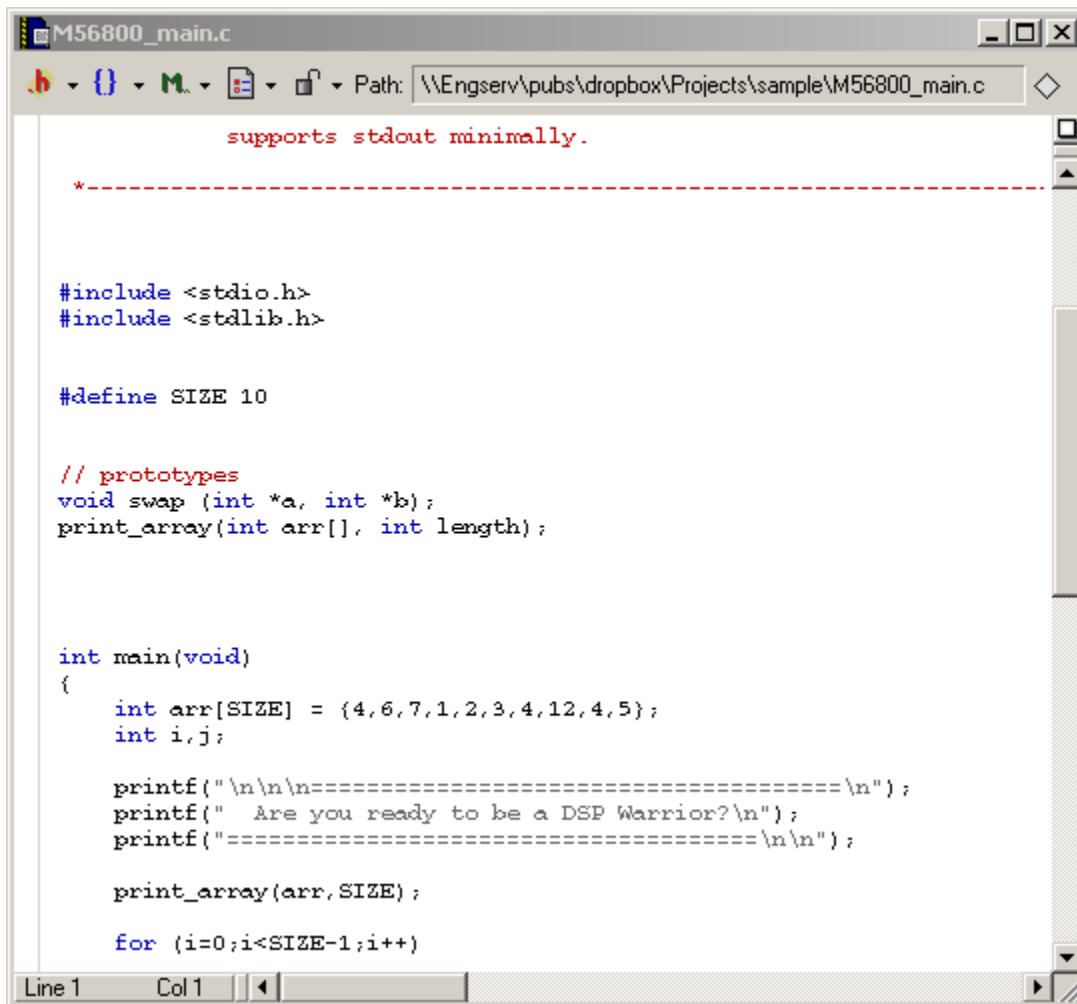 M56800_main.c
.h {} M. Path: \\Engserv\pubs\dropbox\Projects\sample\M56800_main.c
supports stdout minimally.
*---------------------------------------------------------------------
#include <stdio.h>
#include <stdlib.h>
#define SIZE 10
// prototypes
void swap (int *a, int *b);
print_array(int arr[], int length);
int main(void)
{
int arr[SIZE] = {4,6,7,1,2,3,4,12,4,5};
int i,j;
printf("\n\n\n======================================\n");
printf("  Are you ready to be a DSP Warrior?\n");
printf("======================================\n\n");
print_array(arr,SIZE);
for (i=0;i<SIZE-1;i++)
Line 1 Col 1